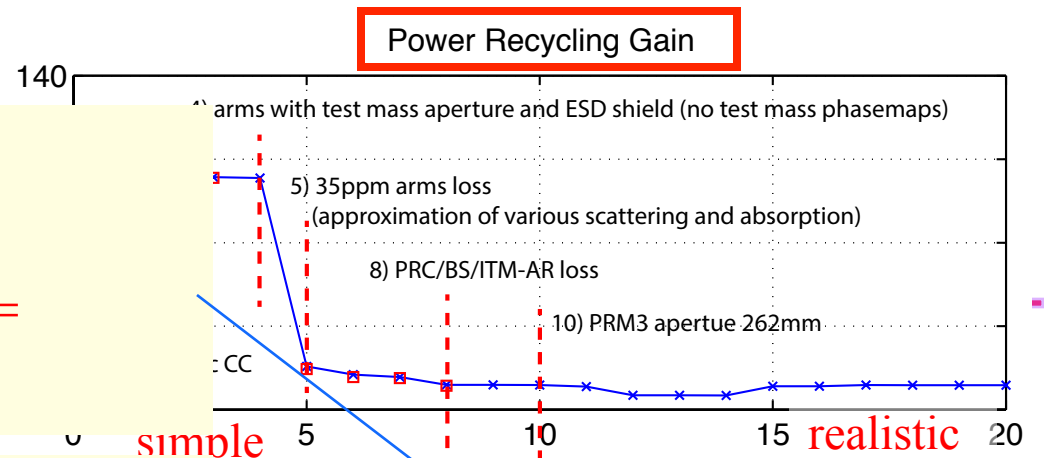 Power Recycling Gain
140
arms with test mass aperture and ESD shield (no test mass phasemaps)
5) 35ppm arms loss
(approximation of various scattering and absorption)
8) PRC/BS/ITM-AR loss
=
10) PRM3 apertue 262mm
CC
0 5 10 15 20
simple realistic